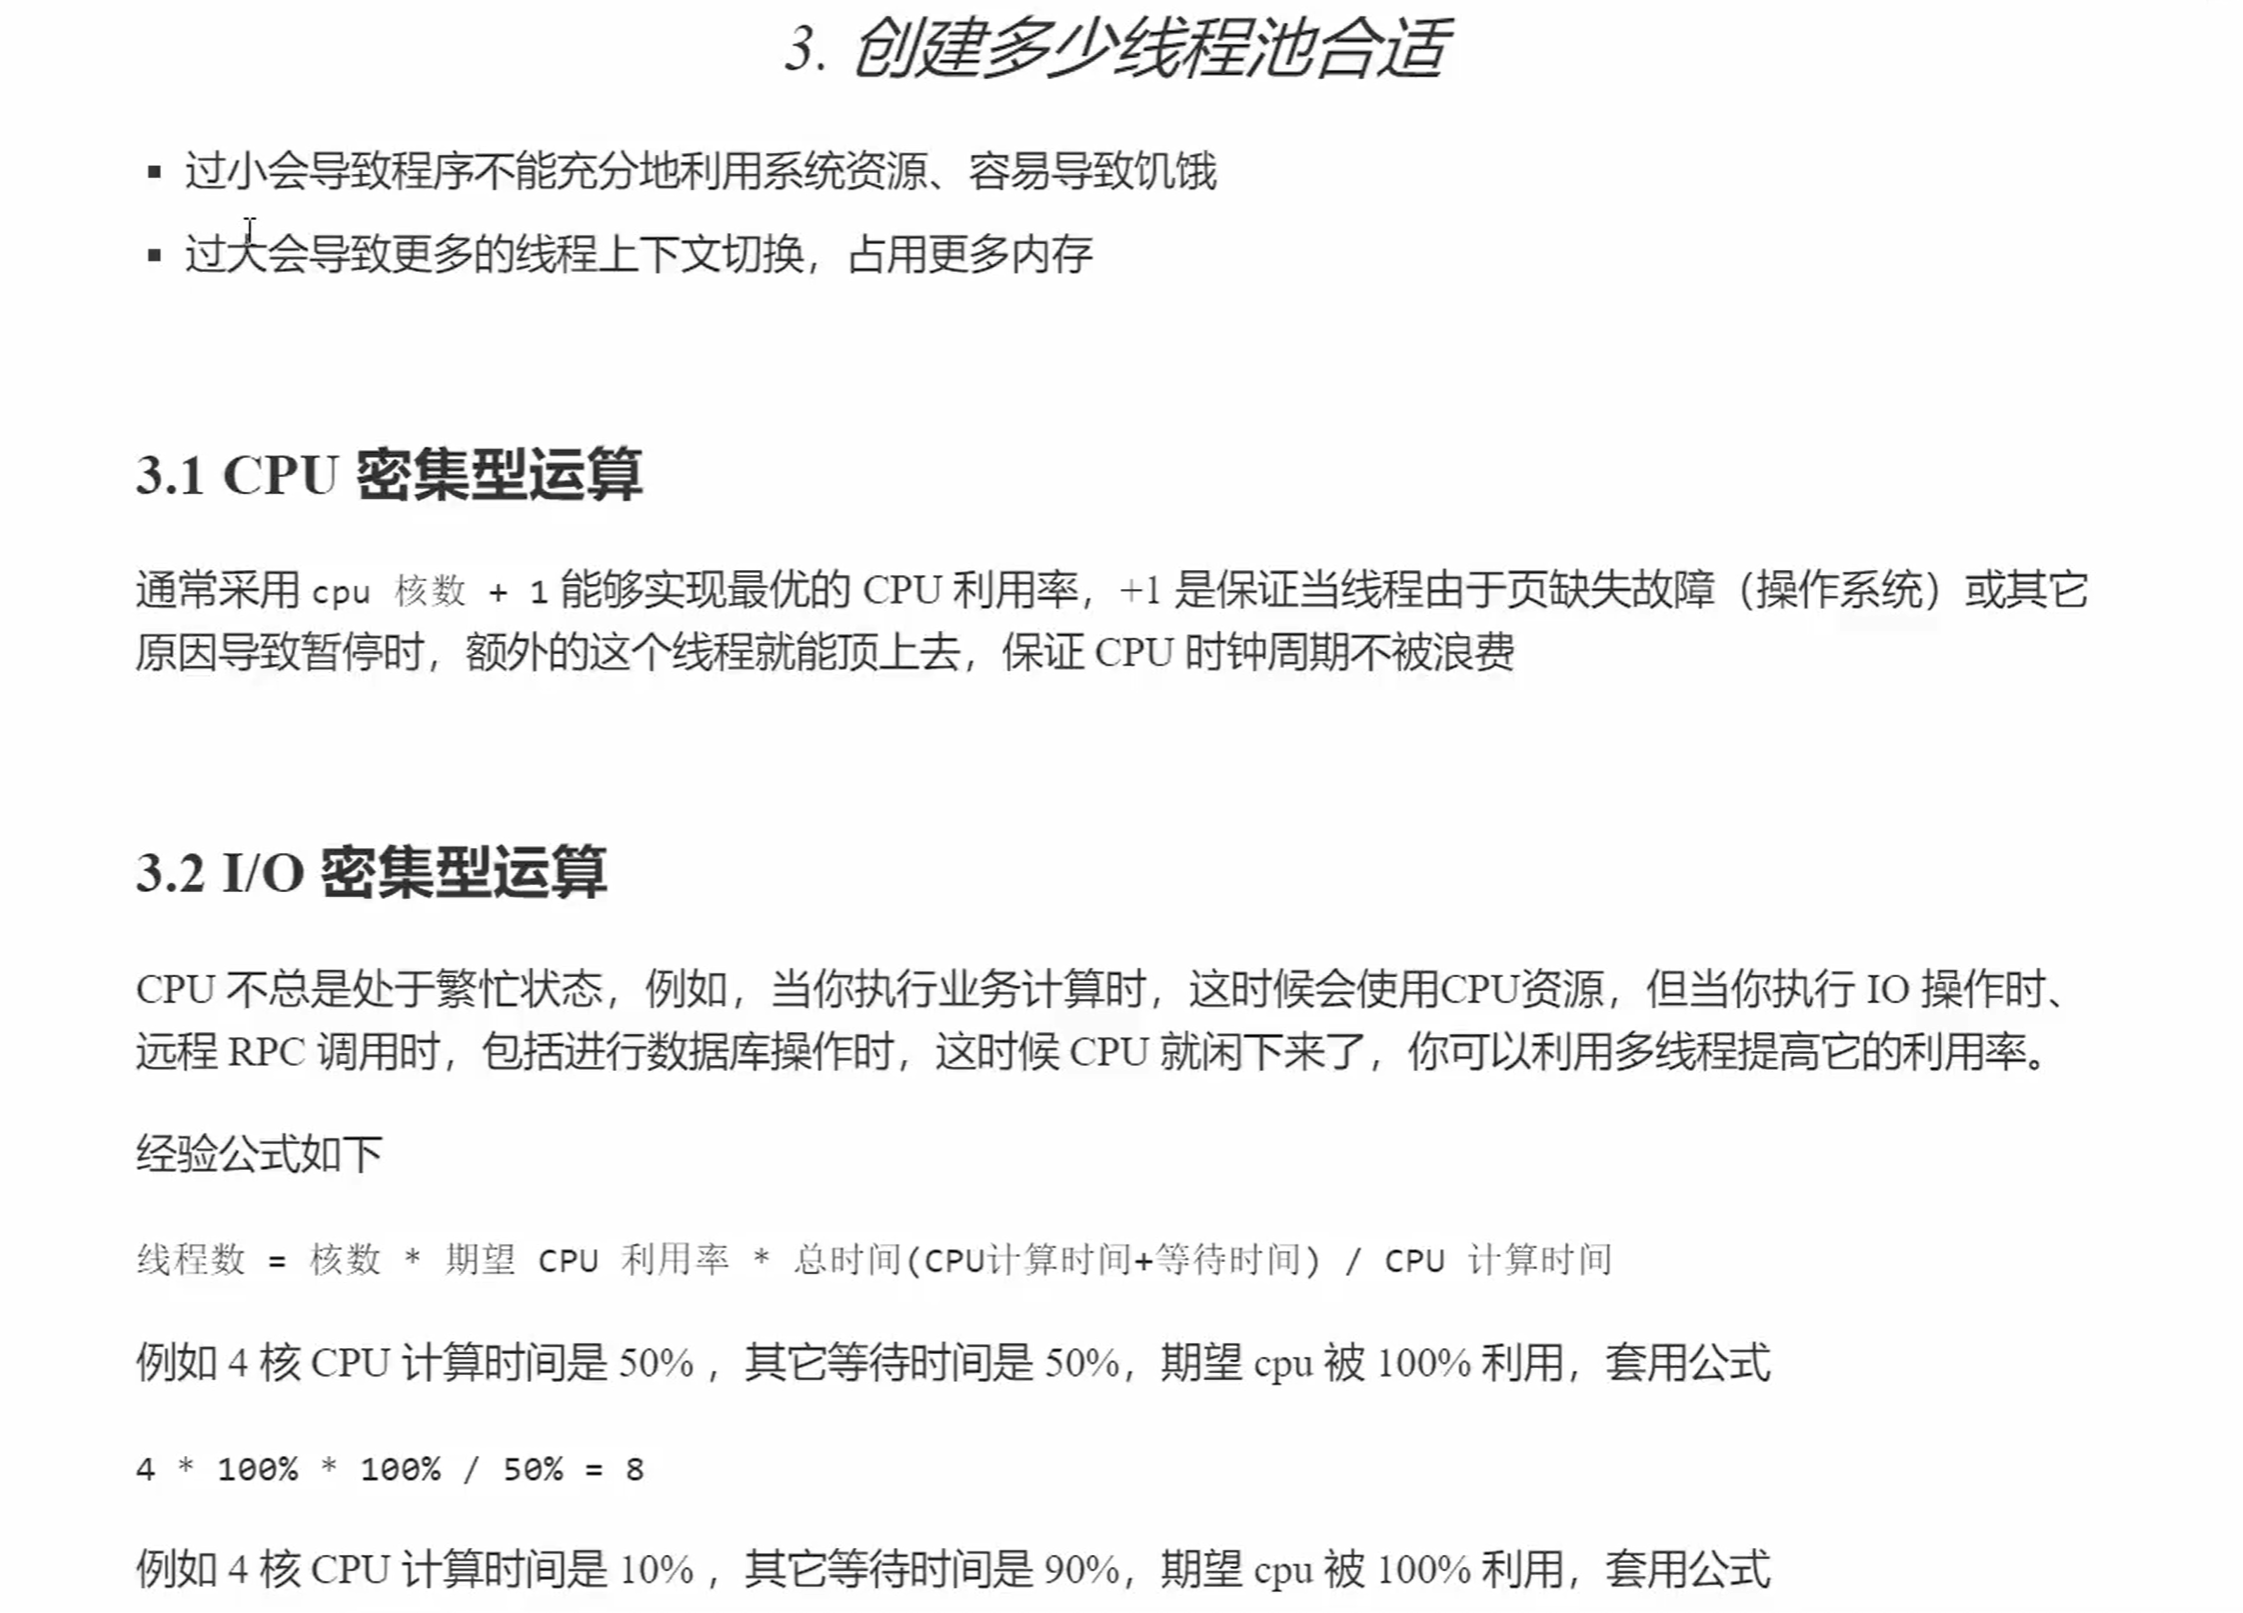 3. 创建多少线程池合适
▪ 过小会导致程序不能充分地利用系统资源、容易导致饥饿
▪ 过大会导致更多的线程上下文切换，占用更多内存
3.1 CPU 密集型运算
通常采用 cpu 核数 + 1 能够实现最优的 CPU 利用率，+1 是保证当线程由于页缺失故障（操作系统）或其它
原因导致暂停时，额外的这个线程就能顶上去，保证 CPU 时钟周期不被浪费
3.2 I/O 密集型运算
CPU 不总是处于繁忙状态，例如，当你执行业务计算时，这时候会使用CPU资源，但当你执行 IO 操作时、
远程 RPC 调用时，包括进行数据库操作时，这时候 CPU 就闲下来了，你可以利用多线程提高它的利用率。
经验公式如下
线程数 = 核数 * 期望 CPU 利用率 * 总时间(CPU计算时间+等待时间) / CPU 计算时间
例如 4 核 CPU 计算时间是 50% ，其它等待时间是 50%，期望 cpu 被 100% 利用，套用公式
4 * 100% * 100% / 50% = 8
例如 4 核 CPU 计算时间是 10% ，其它等待时间是 90%，期望 cpu 被 100% 利用，套用公式